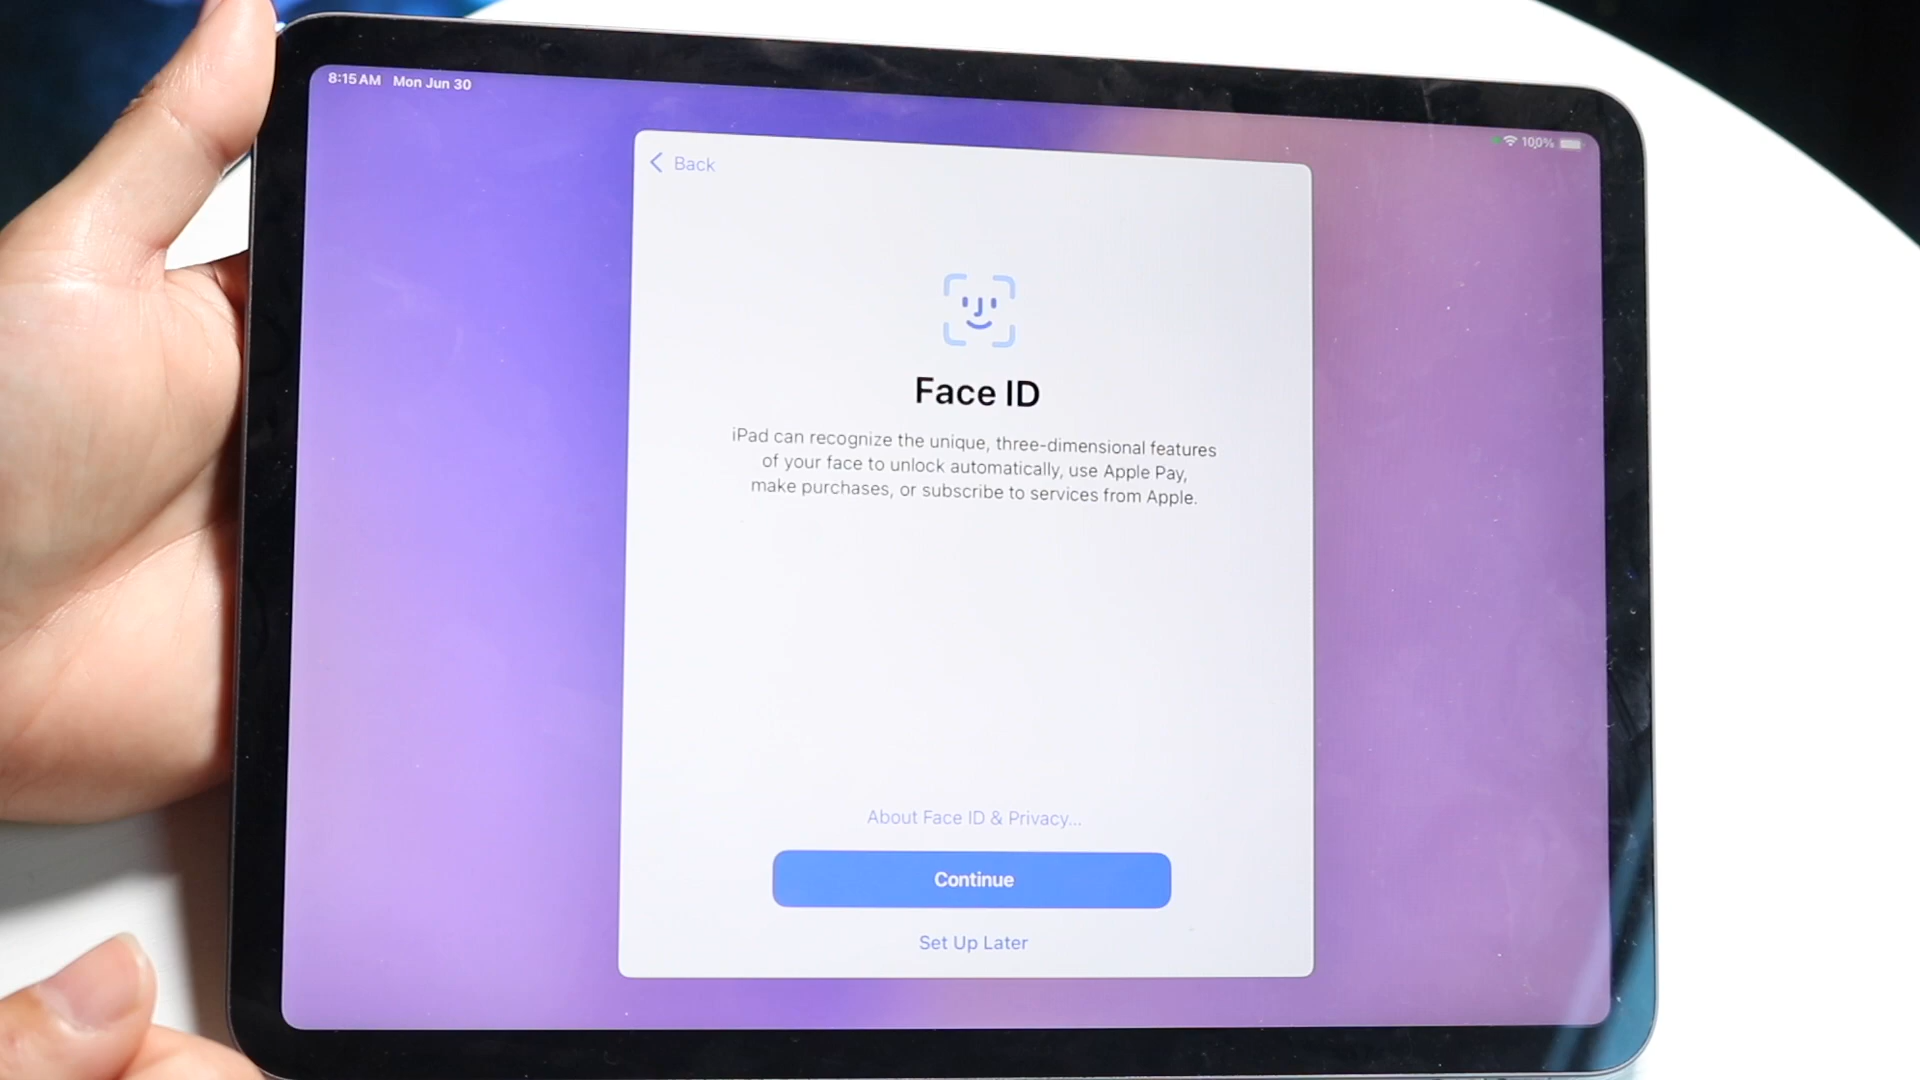 8:15 AM Mon Jun 30
100%
Back
Face ID
iPad can recognize the unique, three-dimensional features
of your face to unlock automatically, use Apple Pay,
make purchases, or subscribe to services from Apple.
About Face ID & Privacy...
Continue
Set Up Later